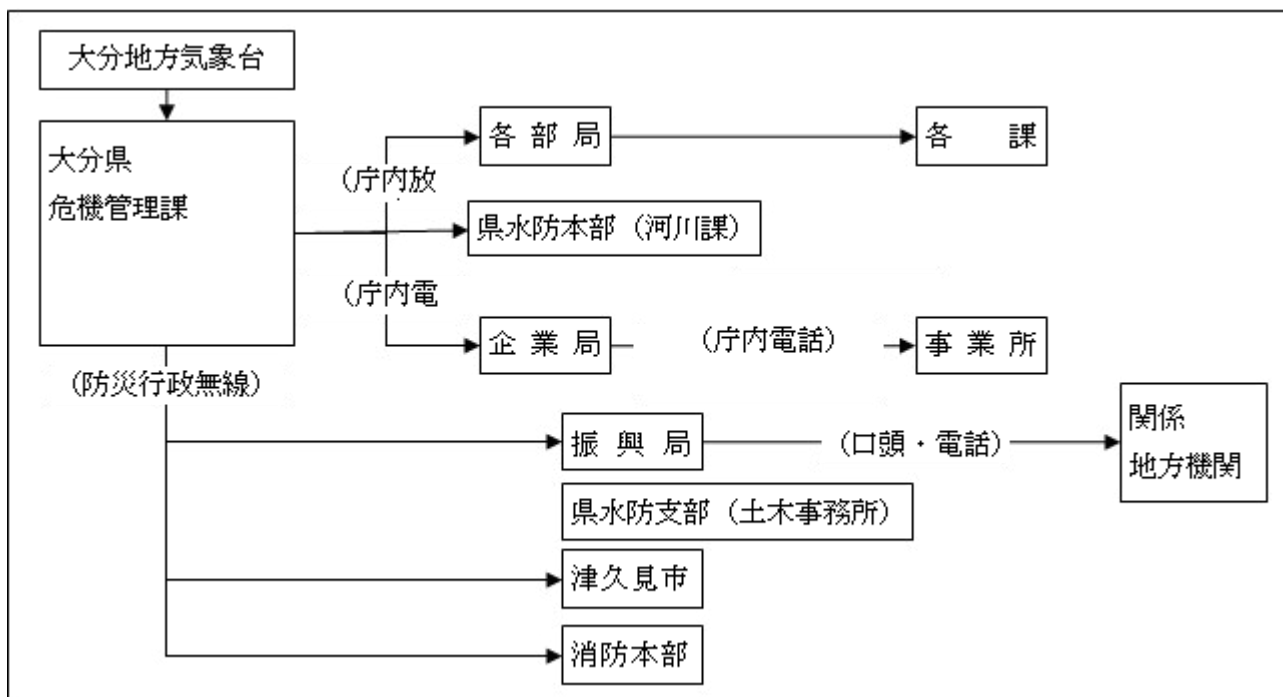 大分地方気象台
大分県
危機管理課
各部局
各 課
(庁内放
県水防本部（河川課）
(庁内電
企業局
(庁内電話)
事業所
(防災行政無線)
振興局
(口頭・電話)
関係
地方機関
県水防支部（土木事務所）
津久見市
消防本部